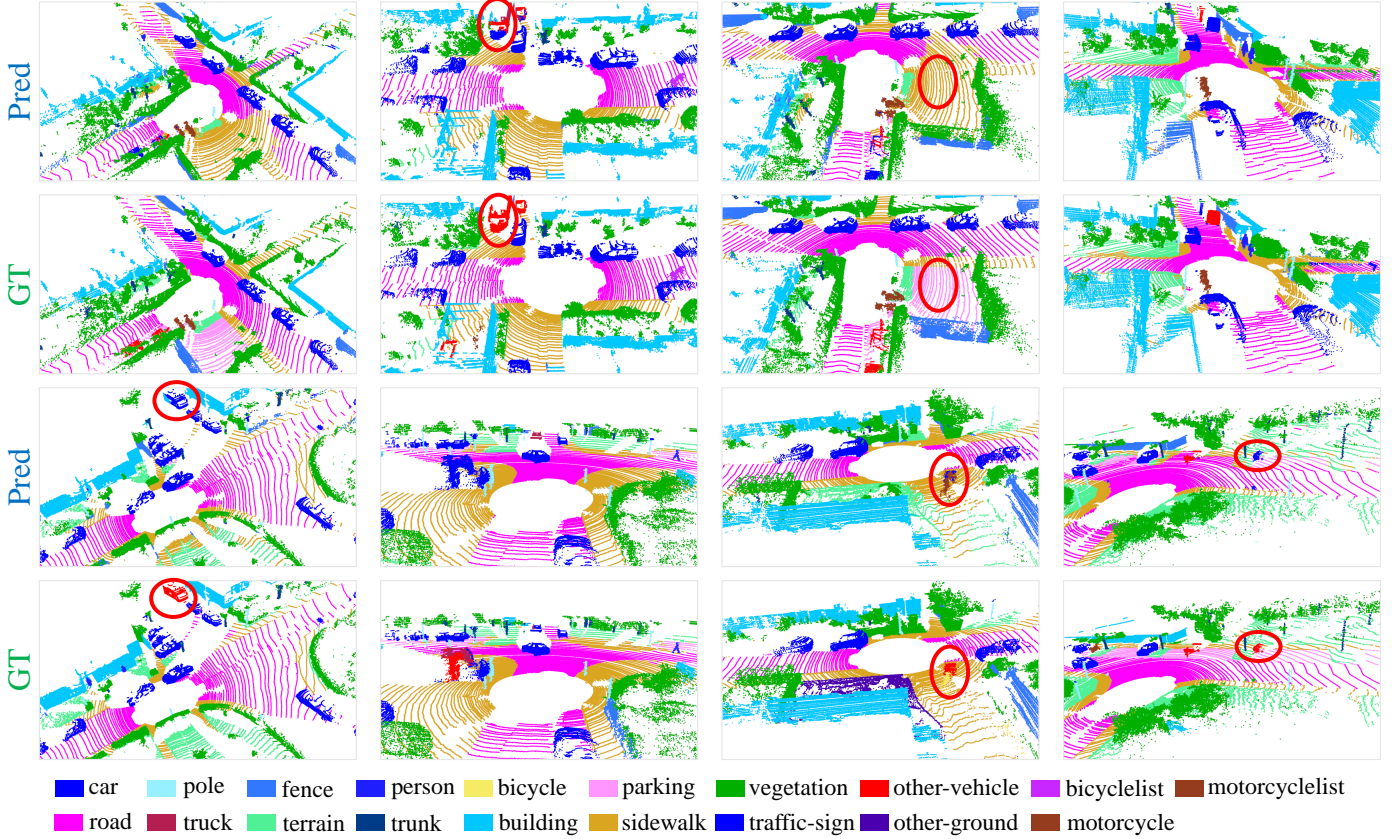 Pred
GT
Pred
GT
car pole fence person bicycle parking vegetation other-vehicle bicyclelist motorcyclelist
road truck terrain trunk building sidewalk traffic-sign other-ground motorcycle